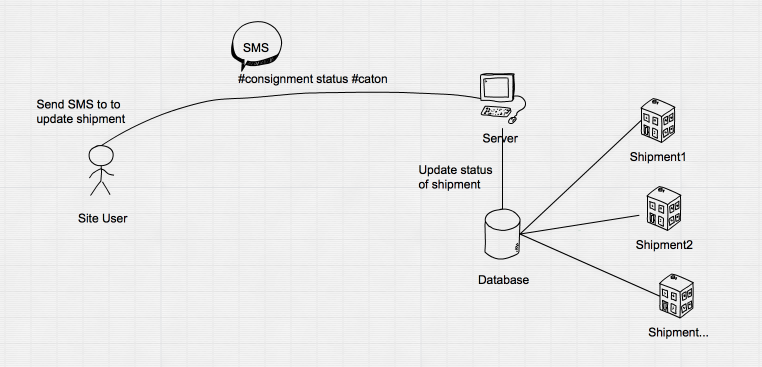 SMS
#consignment status #caton
Send SMS to to
update shipment
Site User
Server
Update status
of shipment
Database
Shipment1
Shipment2
Shipment...